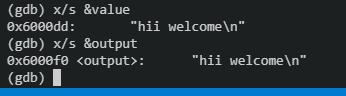 (gdb) x/s &value
0x6000dd:       "hii welcome\n"
(gdb) x/s &output
0x6000f0 <output>:      "hii welcome\n"
(gdb)